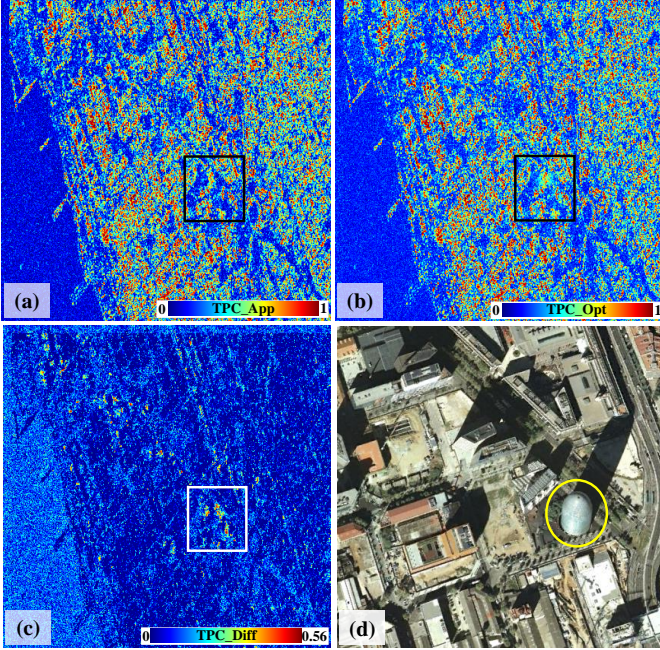 (a)
0 TPC_App 1
(b)
0 TPC_Opt 1
(c)
0 TPC_Diff 0.56
(d)